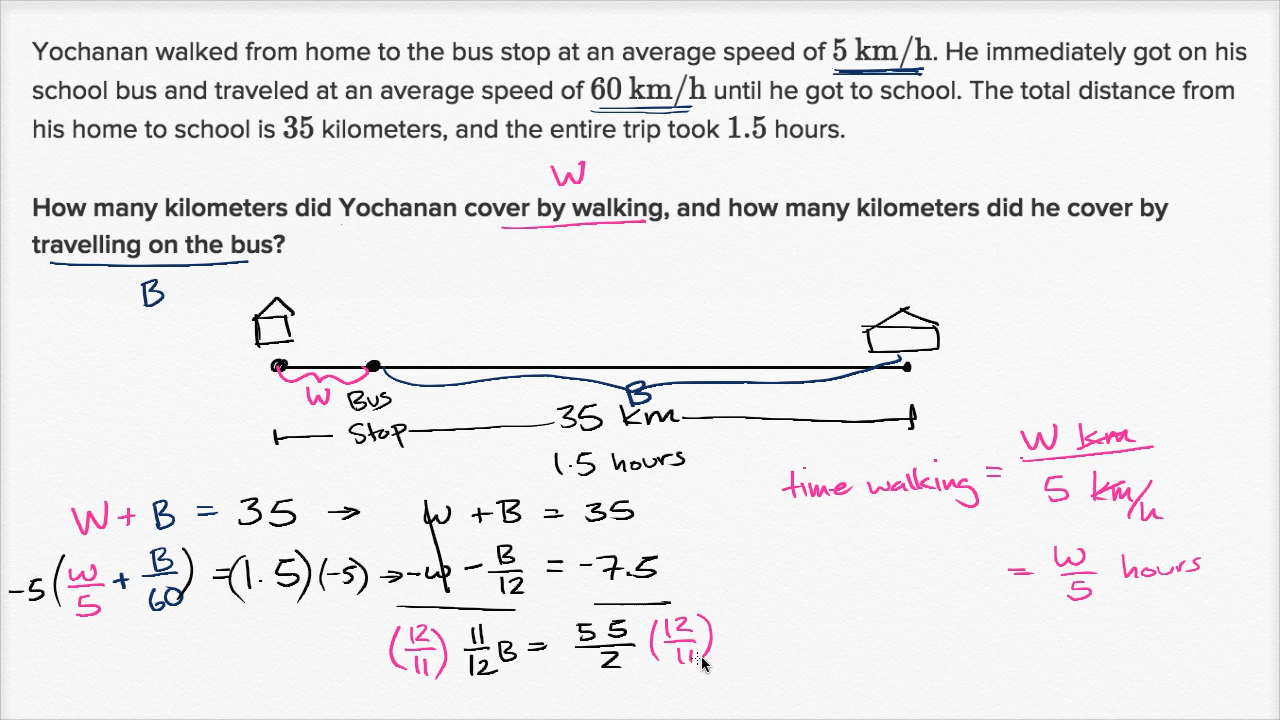 Yochanan walked from home to the bus stop at an average speed of 5 km/h. He immediately got on his
school bus and traveled at an average speed of 60 km/h until he got to school. The total distance from
his home to school is 35 kilometers, and the entire trip took 1.5 hours.
W
How many kilometers did Yochanan cover by walking, and how many kilometers did he cover by
travelling on the bus?
B
W Bus Stop
B
35 km
1.5 hours
time walking = W km / 5 km/h
= W/5 hours
W + B = 35 → W + B = 35
-5 (W/5 + B/60) = (1.5)(-5) → -W - B/12 = -7.5
(12/11) 11/12 B = 55/2 (12/11)